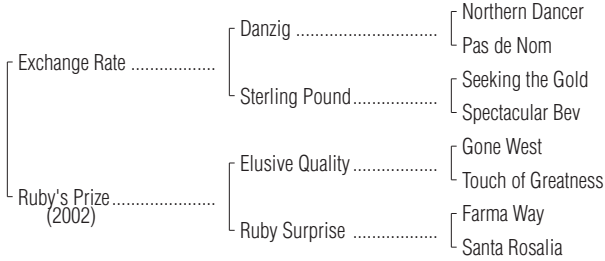 Northern Dancer
Danzig ..............................
Pas de Nom
Exchange Rate ..................
Seeking the Gold
Sterling Pound..................
Spectacular Bev
Gone West
Elusive Quality..................
Touch of Greatness
Ruby's Prize......................
(2002)
Farma Way
Ruby Surprise ..................
Santa Rosalia